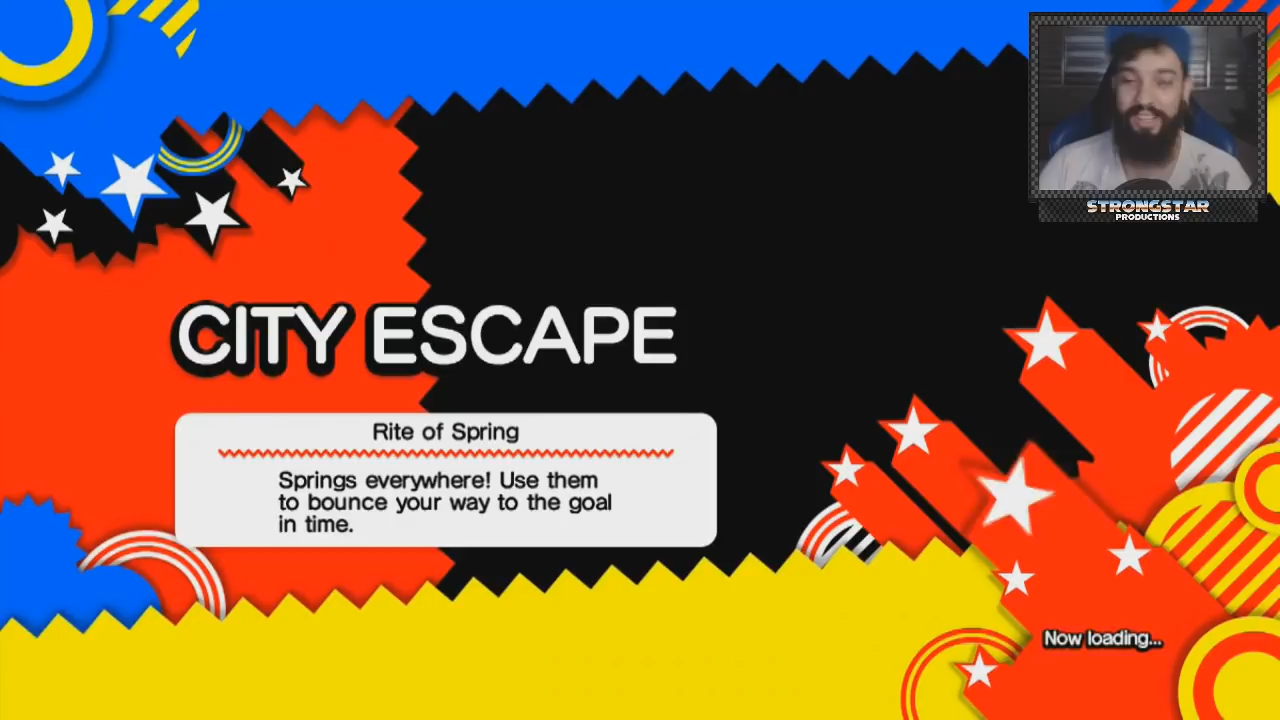 STRONGSTAR
PRODUCTIONS
CITY ESCAPE
Rite of Spring
Springs everywhere! Use them
to bounce your way to the goal
in time.
Now loading...